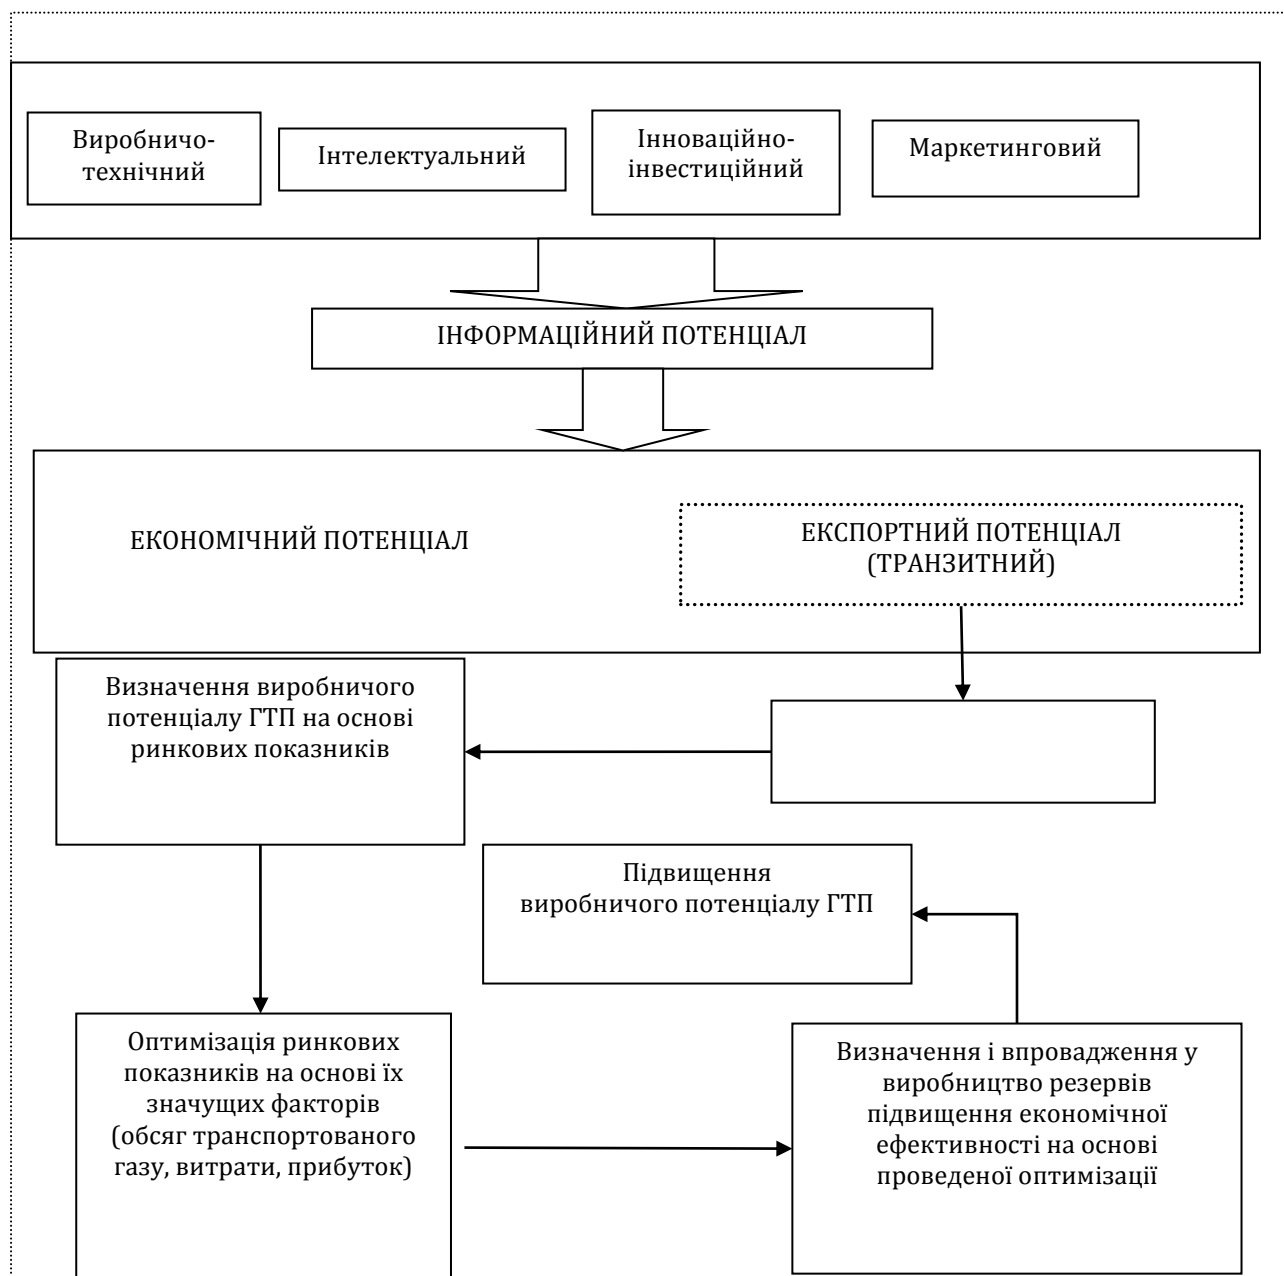 Виробничо-
технічний
Інтелектуальний
Інноваційно-
інвестиційний
Маркетинговий
ІНФОРМАЦІЙНИЙ ПОТЕНЦІАЛ
ЕКОНОМІЧНИЙ ПОТЕНЦІАЛ
ЕКСПОРТНИЙ ПОТЕНЦІАЛ
(ТРАНЗИТНИЙ)
Визначення виробничого
потенціалу ГТП на основі
ринкових показників
Підвищення
виробничого потенціалу ГТП
Оптимізація ринкових
показників на основі їх
значущих факторів
(обсяг транспортованого
газу, витрати, прибуток)
Визначення і впровадження у
виробництво резервів
підвищення економічної
ефективності на основі
проведеної оптимізації